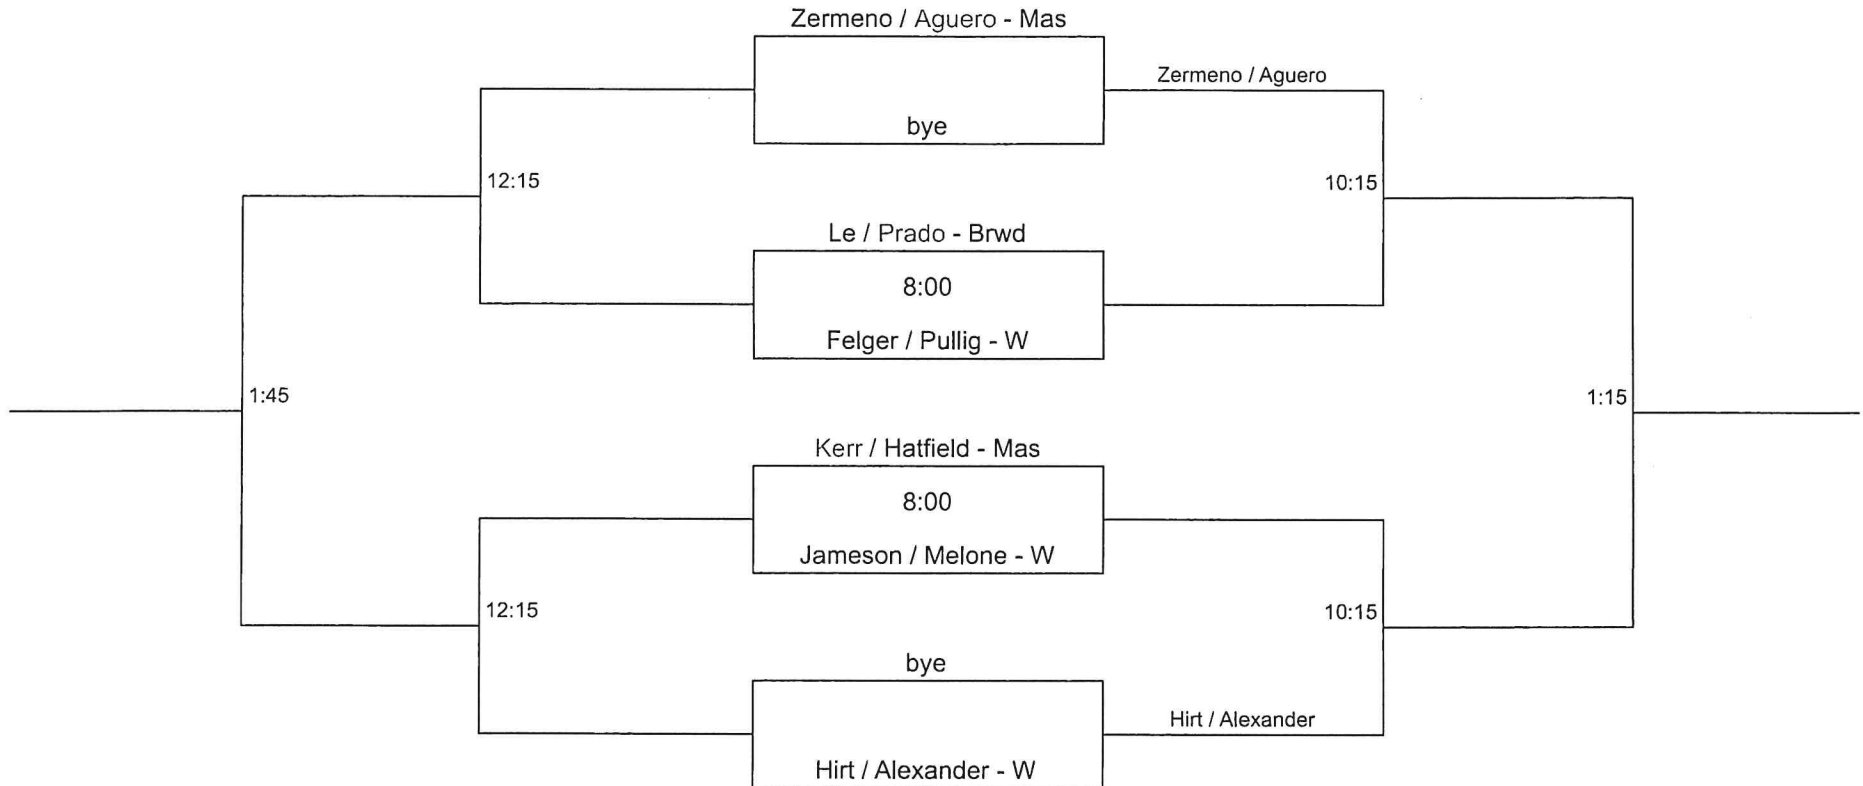 Zermeno / Aguero - Mas
Zermeno / Aguero
bye
12:15
10:15
Le / Prado - Brwd
8:00
Felger / Pullig - W
1:45
1:15
Kerr / Hatfield - Mas
8:00
Jameson / Melone - W
12:15
10:15
bye
Hirt / Alexander
Hirt / Alexander - W